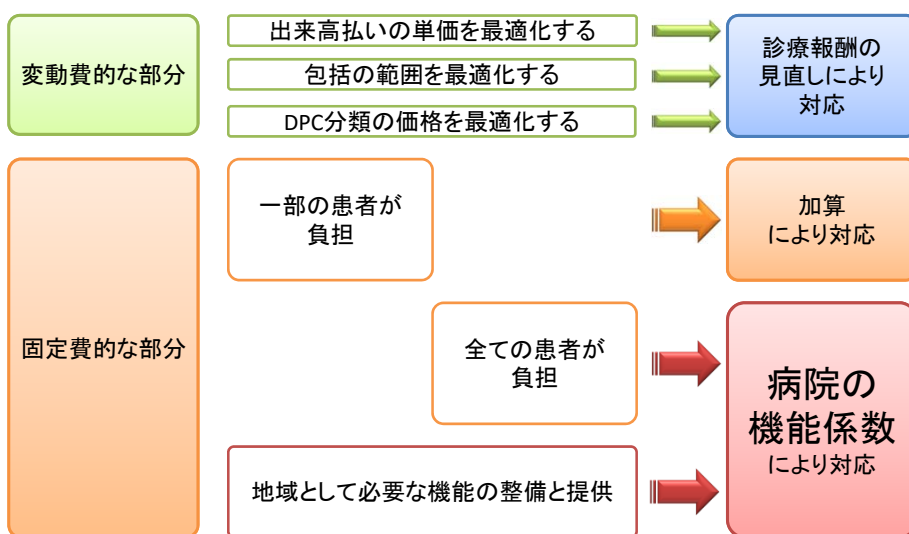 出来高払いの単価を最適化する
変動費的な部分
包括の範囲を最適化する
DPC分類の価格を最適化する
診療報酬の
見直しにより
対応
固定費的な部分
一部の患者が
負担
加算
により対応
全ての患者が
負担
病院の
機能係数
により対応
地域として必要な機能の整備と提供